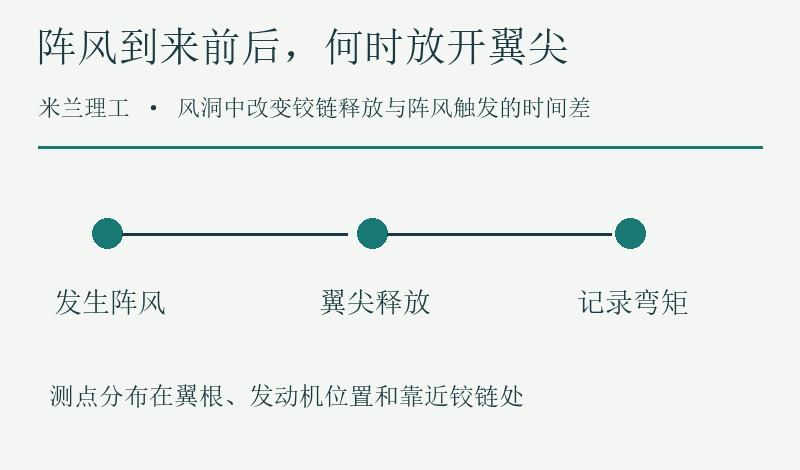 阵风到来前后，何时放开翼尖
米兰理工 • 风洞中改变铰链释放与阵风触发的时间差
发生阵风 翼尖释放 记录弯矩
测点分布在翼根、发动机位置和靠近铰链处